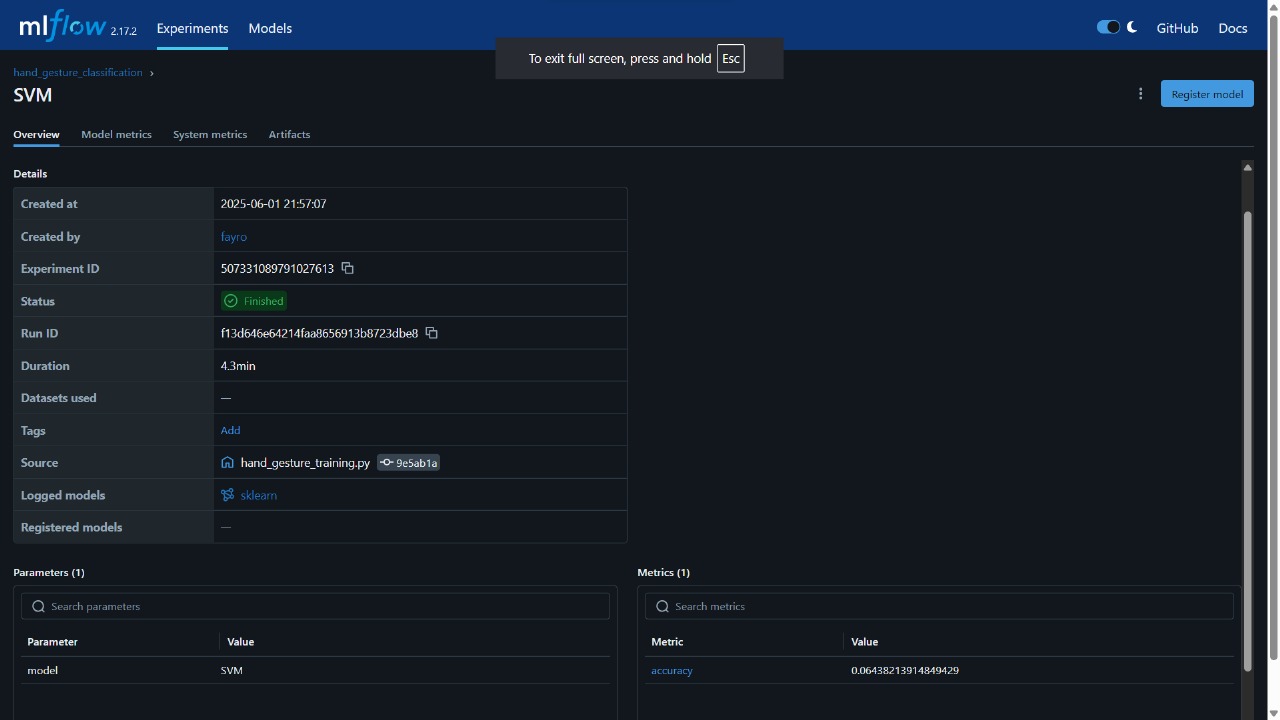 mlflow 2.17.2 Experiments Models GitHub Docs
To exit full screen, press and hold Esc
hand_gesture_classification ›
SVM
Register model
Overview Model metrics System metrics Artifacts
Details
Created at 2025-06-01 21:57:07
Created by fayro
Experiment ID 507331089791027613
Status Finished
Run ID f13d646e64214faa8656913b8723dbe8
Duration 4.3min
Datasets used —
Tags Add
Source hand_gesture_training.py 9e5ab1a
Logged models sklearn
Registered models —
Parameters (1) Metrics (1)
Search parameters Search metrics
Parameter Value Metric Value
model SVM accuracy 0.06438213914849429